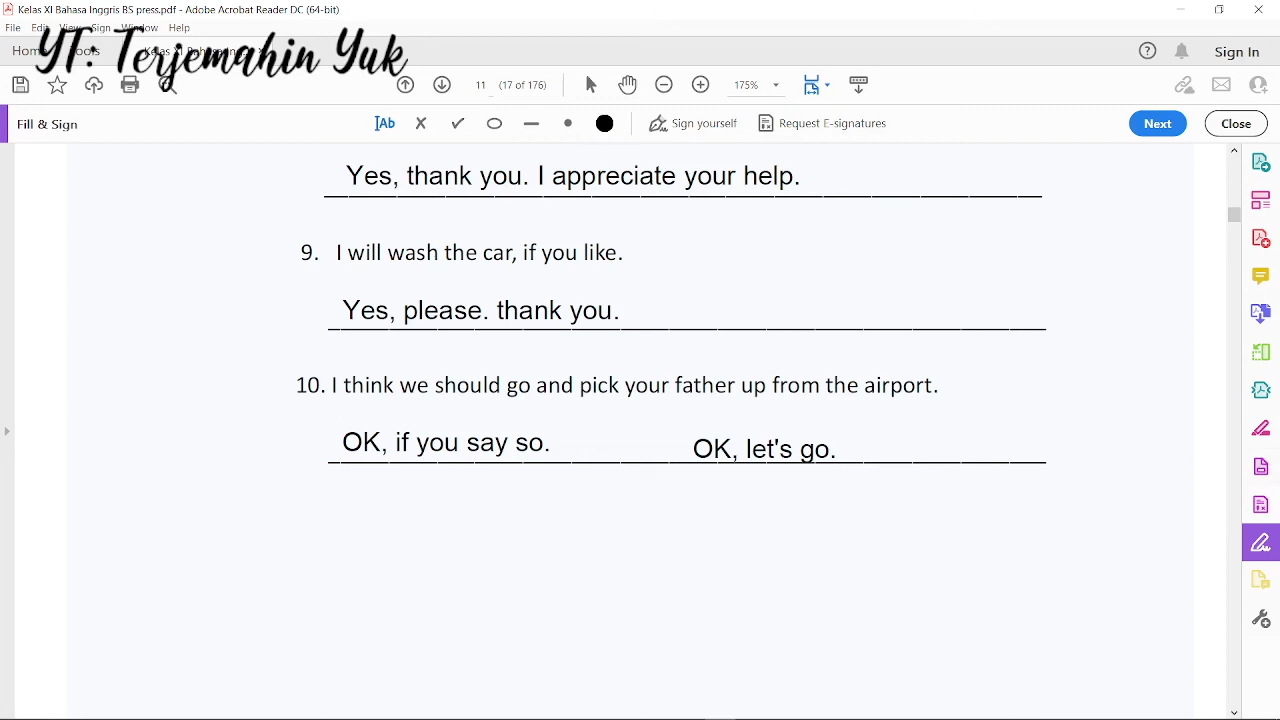 Kelas XI Bahasa Inggris BS press.pdf - Adobe Acrobat Reader DC (64-bit)
File Edit View Sign Window Help
YT: Terjemahin Yuk
Home Tools
Sign In
11 (17 of 176) 175%
Fill & Sign
Ab Sign yourself Request E-signatures Next Close
Yes, thank you. I appreciate your help.
9. I will wash the car, if you like.
Yes, please. thank you.
10. I think we should go and pick your father up from the airport.
OK, if you say so. OK, let's go.